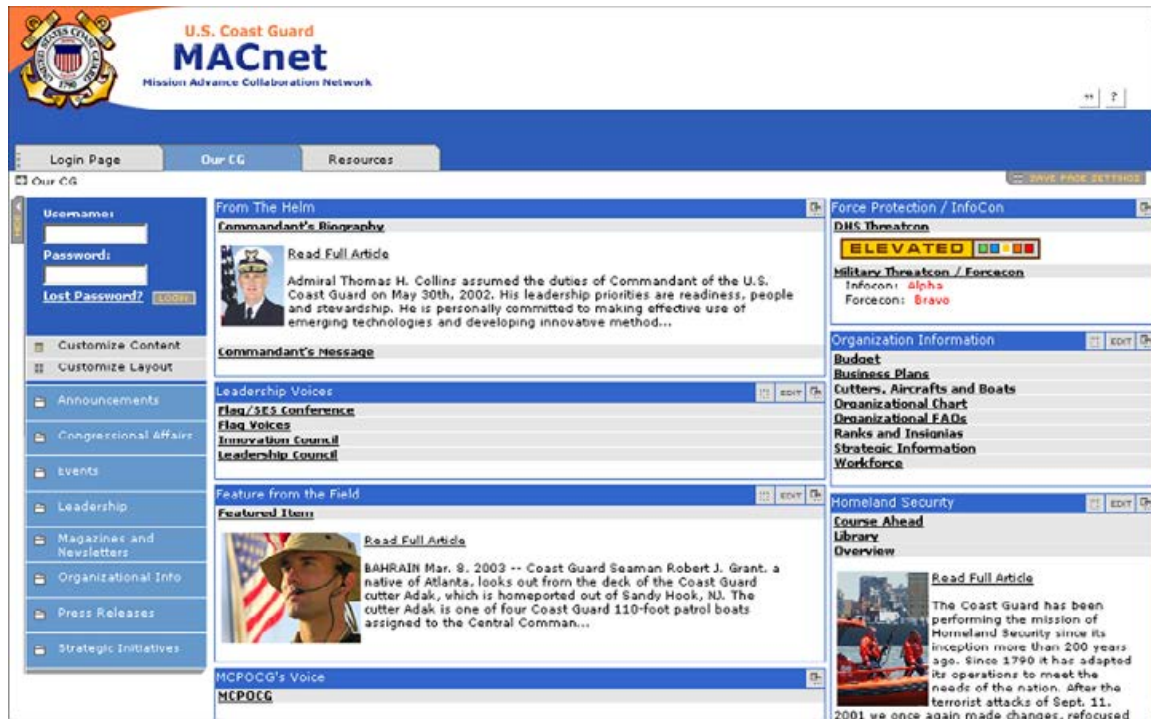 U.S. Coast Guard
MACnet
Mission Advance Collaboration Network
?
Login Page
Our CG
Resources
Our CG
SAVE PAGE SETTINGS
HIDE
Username:
Password:
Lost Password?
LOGIN
Customize Content
Customize Layout
Announcements
Congressional Affairs
Events
Leadership
Magazines and
Newsletters
Organizational Info
Press Releases
Strategic Initiatives
From The Helm
Commandant's Biography
Read Full Article
Admiral Thomas H. Collins assumed the duties of Commandant of the U.S.
Coast Guard on May 30th, 2002. His leadership priorities are readiness, people
and stewardship. He is personally committed to making effective use of
emerging technologies and developing innovative method...
Commandant's Message
Leadership Voices
EDIT
Flag/SES Conference
Flag Voices
Innovation Council
Leadership Council
Feature from the Field
EDIT
Featured Item
Read Full Article
BAHRAIN Mar. 8, 2003 -- Coast Guard Seaman Robert J. Grant, a
native of Atlanta, looks out from the deck of the Coast Guard
cutter Adak, which is homeported out of Sandy Hook, NJ. The
cutter Adak is one of four Coast Guard 110-foot patrol boats
assigned to the Central Comman...
MCPOCG's Voice
MCPOCG
Force Protection / InfoCon
DHS Threatcon
ELEVATED
Military Threatcon / Forcecon
Infocon: Alpha
Forcecon: Bravo
Organization Information
EDIT
Budget
Business Plans
Cutters, Aircrafts and Boats
Organizational Chart
Organizational FAQs
Ranks and Insignias
Strategic Information
Workforce
Homeland Security
EDIT
Course Ahead
Library
Overview
Read Full Article
The Coast Guard has been
performing the mission of
Homeland Security since its
inception more than 200 years
ago. Since 1790 it has adapted
its operations to meet the
needs of the nation. After the
terrorist attacks of Sept. 11,
2001 we once again made changes, refocused